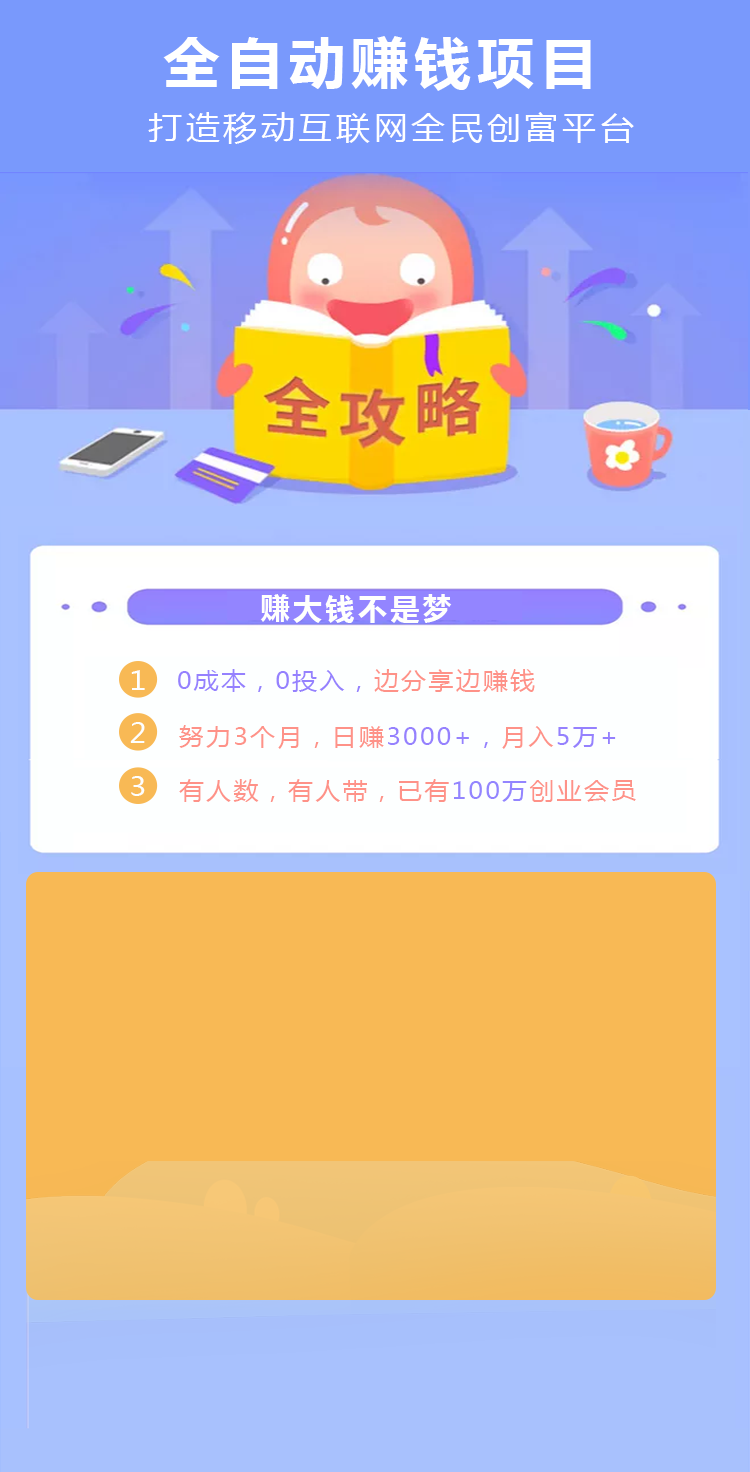 全自动赚钱项目
打造移动互联网全民创富平台
全攻略
赚大钱不是梦
1 0成本，0投入，边分享边赚钱
2 努力3个月，日赚3000+，月入5万+
3 有人数，有人带，已有100万创业会员